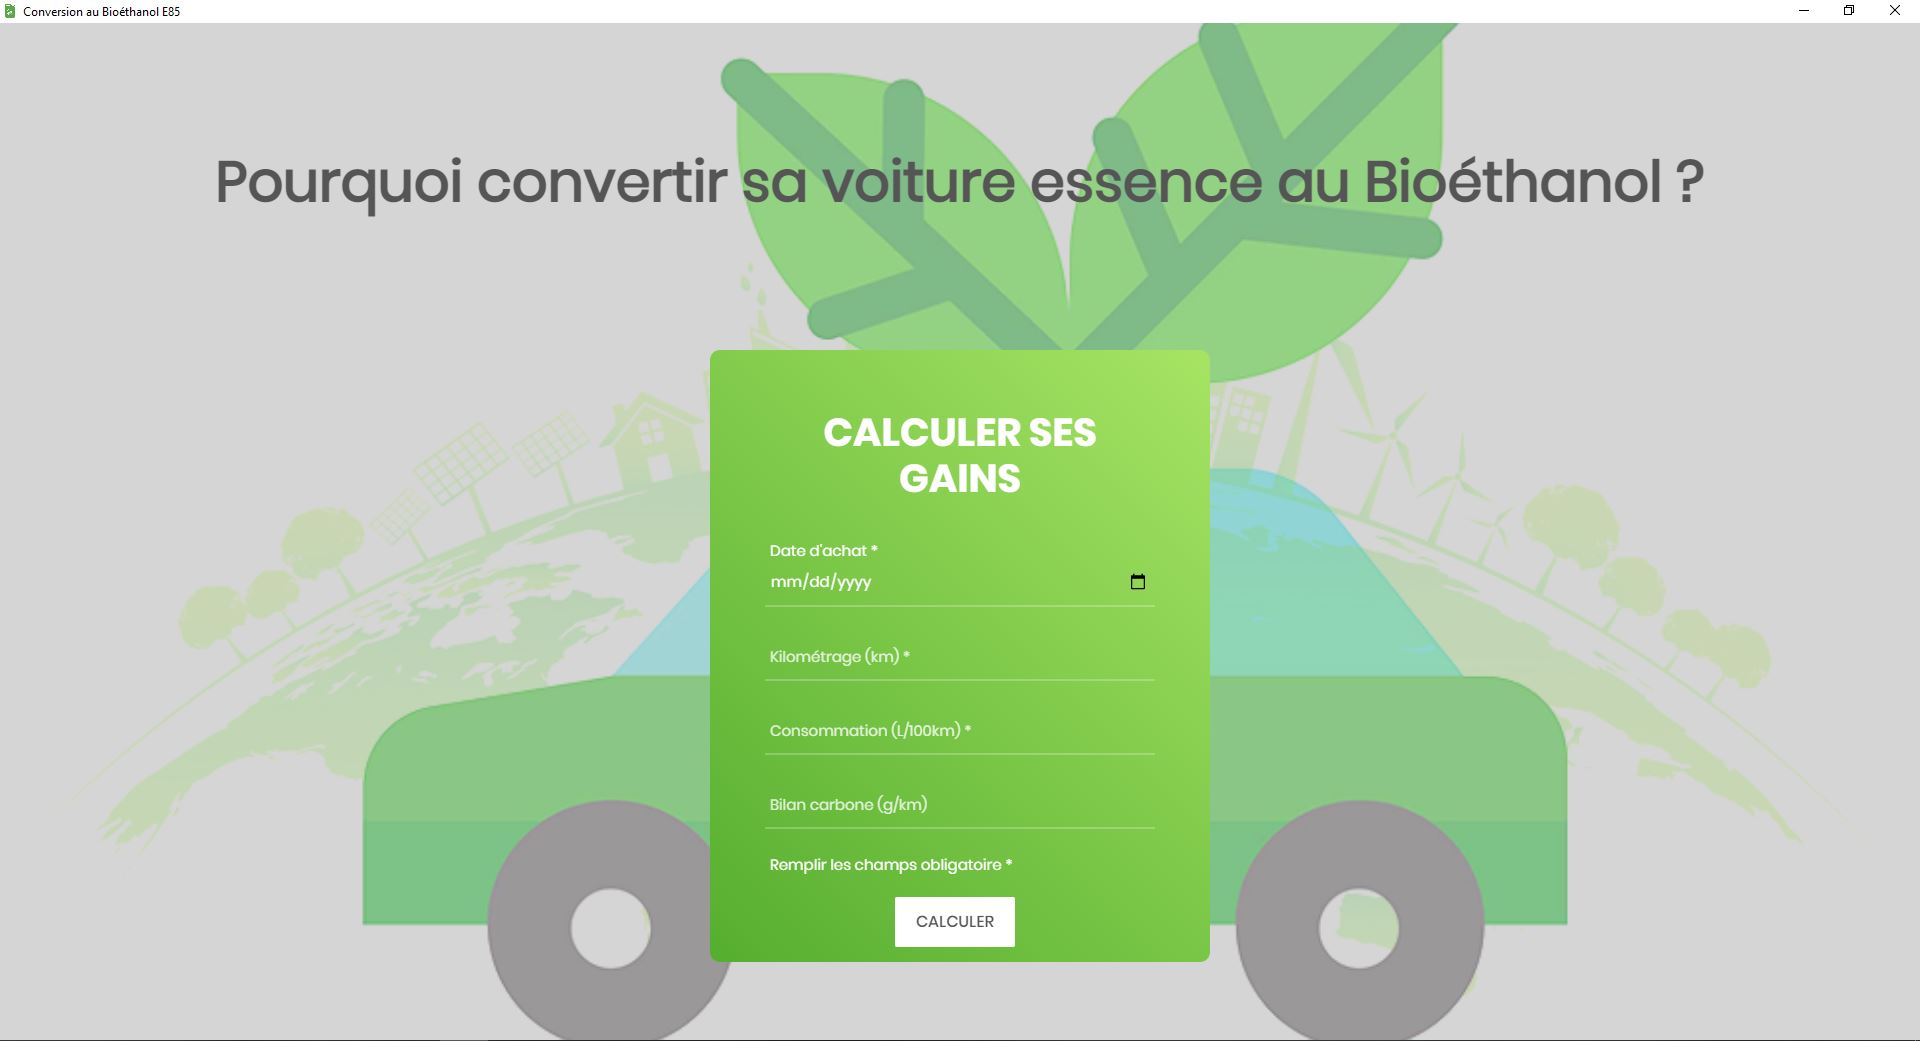 Conversion au Bioéthanol E85
Pourquoi convertir sa voiture essence au Bioéthanol ?
CALCULER SES
GAINS
Date d'achat *
mm/dd/yyyy
Kilométrage (km) *
Consommation (L/100km) *
Bilan carbone (g/km)
Remplir les champs obligatoire *
CALCULER